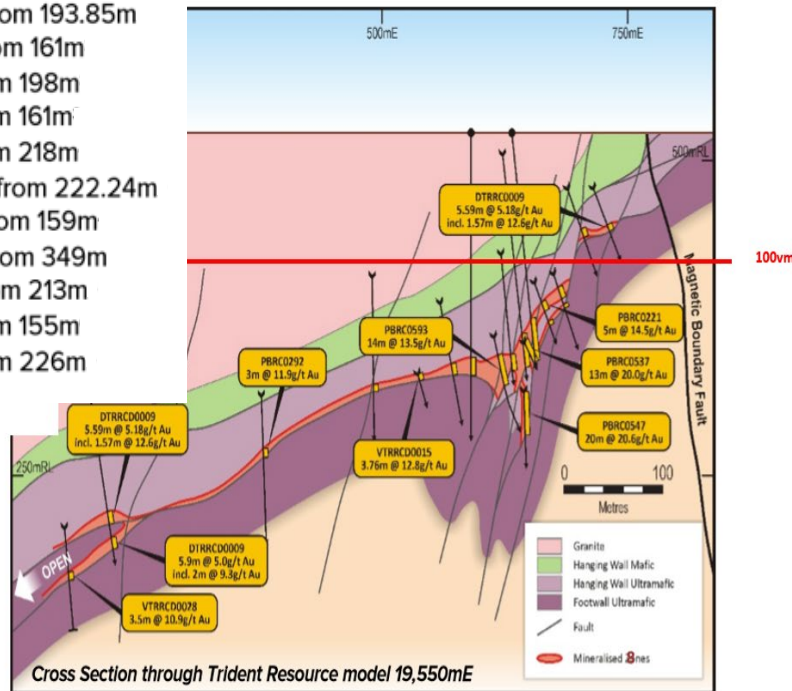 om 193.85m
om 161m
m 198m
m 161m
m 218m
from 222.24m
om 159m
om 349m
m 213m
m 155m
m 226m
500mE
750mE
500mRL
DTRRCD0009
5.59m @ 5.18g/t Au
incl. 1.57m @ 12.6g/t Au
100vm
Magnetic Boundary Fault
PBRC0221
5m @ 14.5g/t Au
PBRC0593
14m @ 13.5g/t Au
PBRC0292
3m @ 11.9g/t Au
PBRC0537
13m @ 20.0g/t Au
DTRRCD0009
5.59m @ 5.18g/t Au
incl. 1.57m @ 12.6g/t Au
PBRC0547
20m @ 20.6g/t Au
VTRRCD0015
3.76m @ 12.8g/t Au
250mRL
0 100
Metres
DTRRCD0009
5.9m @ 5.0g/t Au
incl. 2m @ 9.3g/t Au
OPEN
VTRRCD0028
3.5m @ 10.9g/t Au
Granite
Hanging Wall Mafic
Hanging Wall Ultramafic
Footwall Ultramafic
Fault
Mineralised
8
Cross Section through Trident Resource model 19,550mE